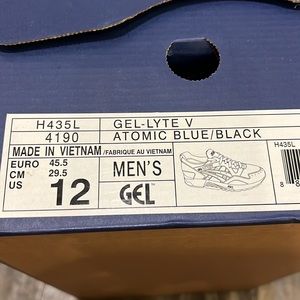 H435L GEL-LYTE V
4190 ATOMIC BLUE/BLACK
MADE IN VIETNAM /FABRIQUE AU VIETNAM
EURO 45.5
CM 29.5
US 12
MEN'S
GEL
H435L